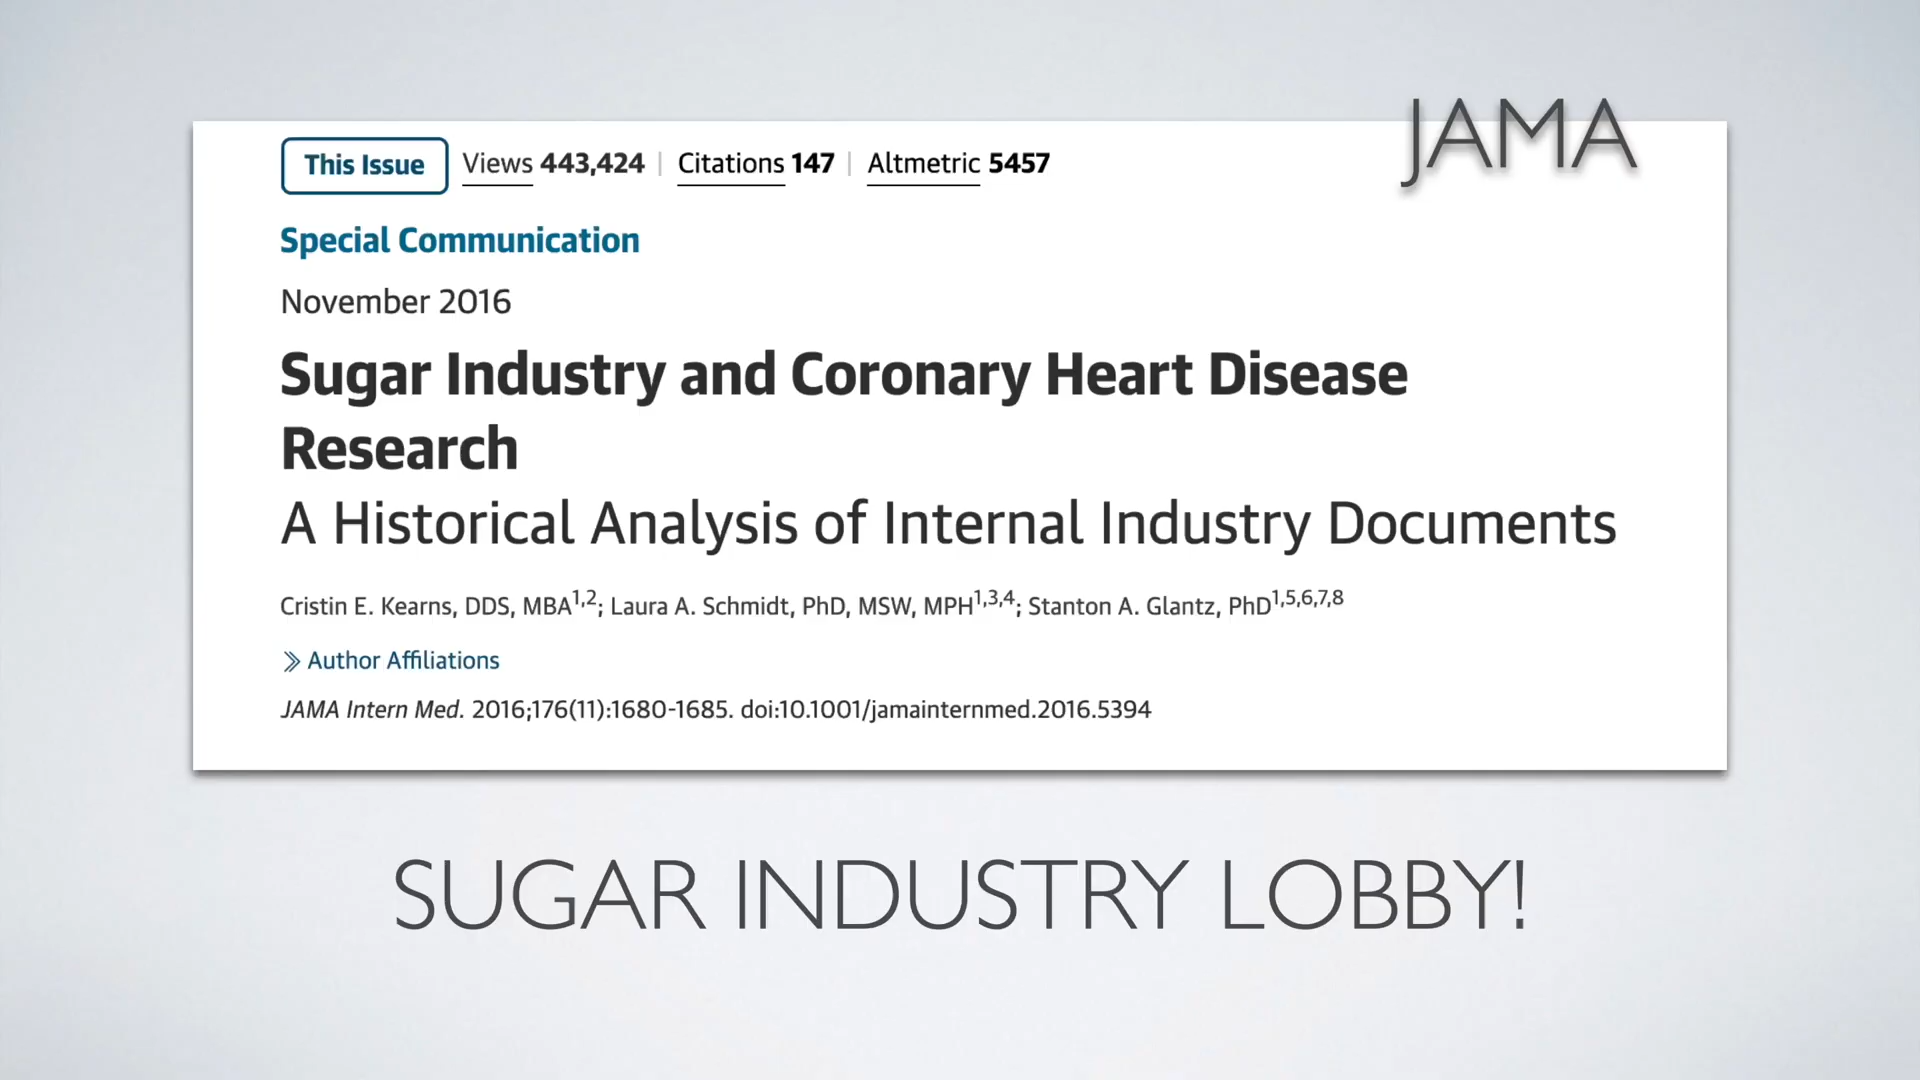 JAMA
This Issue Views 443,424 | Citations 147 | Altmetric 5457
Special Communication
November 2016
Sugar Industry and Coronary Heart Disease
Research
A Historical Analysis of Internal Industry Documents
Cristin E. Kearns, DDS, MBA1,2; Laura A. Schmidt, PhD, MSW, MPH1,3,4; Stanton A. Glantz, PhD1,5,6,7,8
» Author Affiliations
JAMA Intern Med. 2016;176(11):1680-1685. doi:10.1001/jamainternmed.2016.5394
SUGAR INDUSTRY LOBBY!